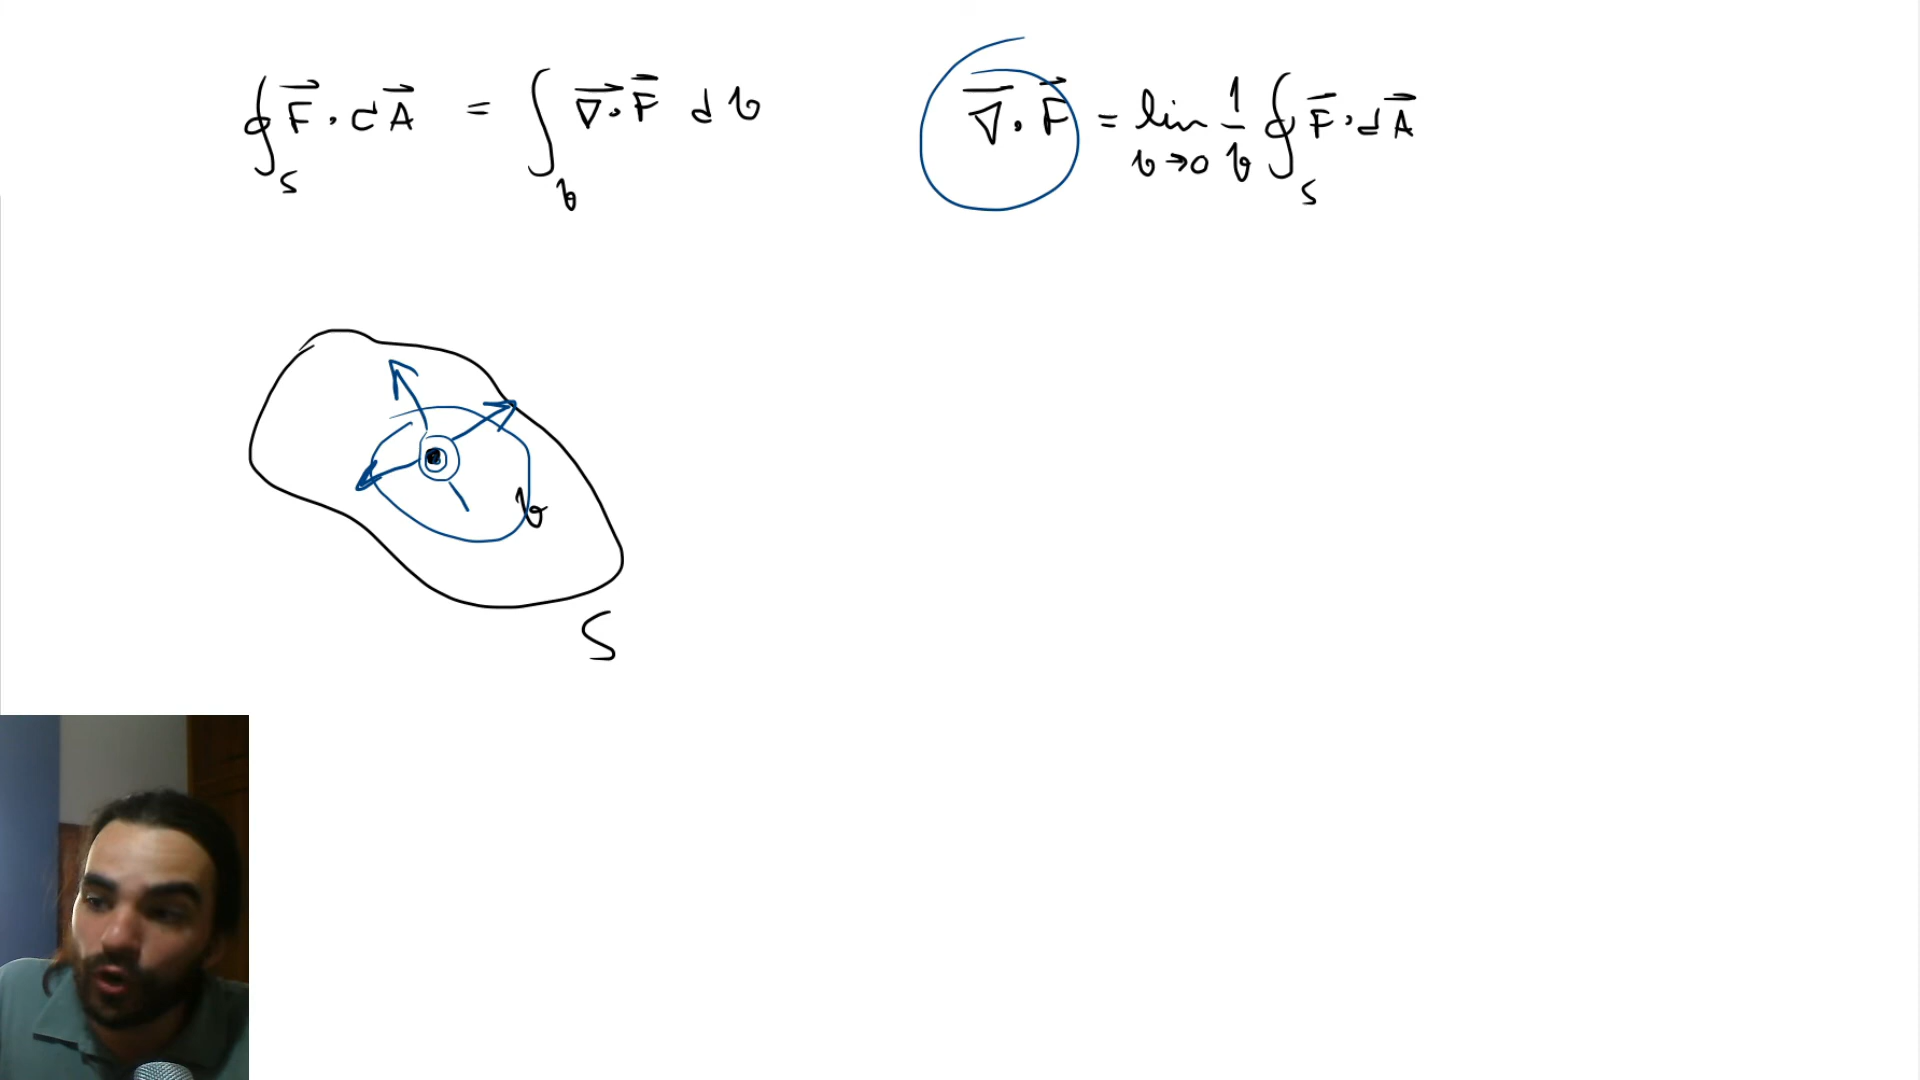 ∮_S F⃗ · dA⃗ = ∫_v ∇⃗ · F⃗ dv
∇⃗ · F⃗ = lim_{v→0} 1/v ∮_S F⃗ · dA⃗
v
S